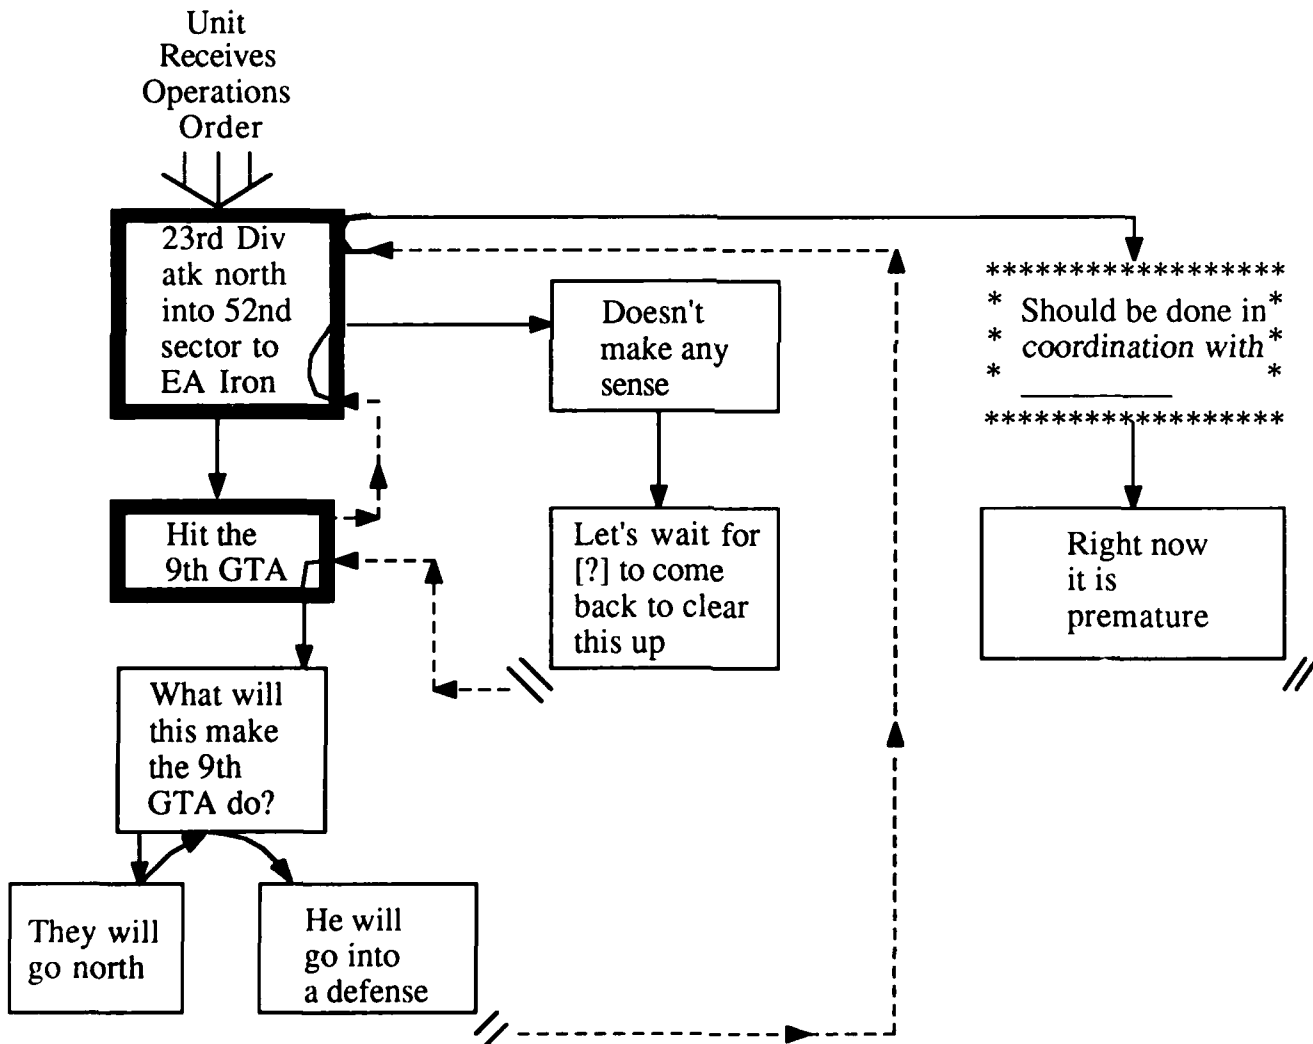 Unit
Receives
Operations
Order
23rd Div
atk north
into 52nd
sector to
EA Iron
Doesn't
make any
sense
******************
* Should be done in *
* coordination with *
* *
******************
Hit the
9th GTA
Let's wait for
[?] to come
back to clear
this up
Right now
it is
premature
What will
this make
the 9th
GTA do?
They will
go north
He will
go into
a defense